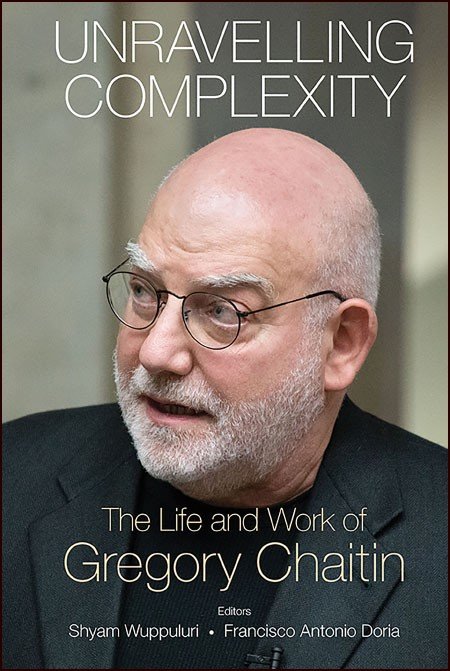 UNRAVELLING
COMPLEXITY
The Life and Work of
Gregory Chaitin
Editors
Shyam Wuppuluri • Francisco Antonio Doria